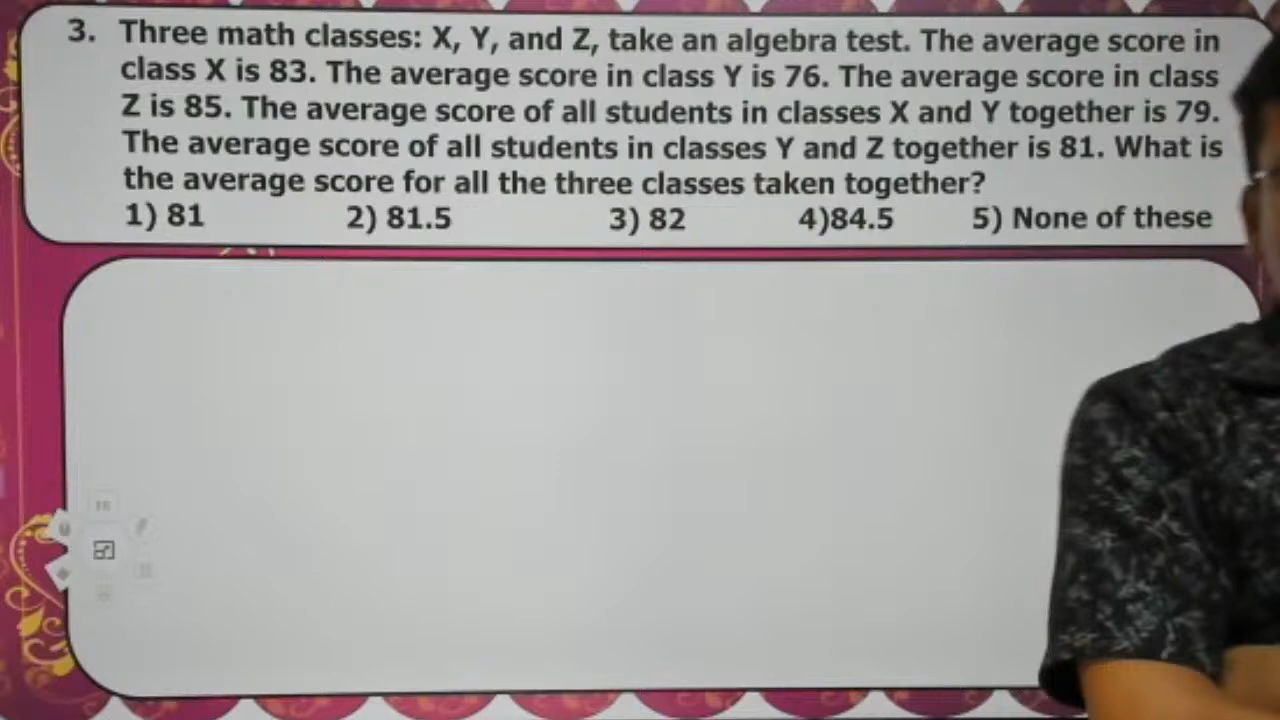 3. Three math classes: X, Y, and Z, take an algebra test. The average score in
class X is 83. The average score in class Y is 76. The average score in class
Z is 85. The average score of all students in classes X and Y together is 79.
The average score of all students in classes Y and Z together is 81. What is
the average score for all the three classes taken together?
1) 81 2) 81.5 3) 82 4)84.5 5) None of these